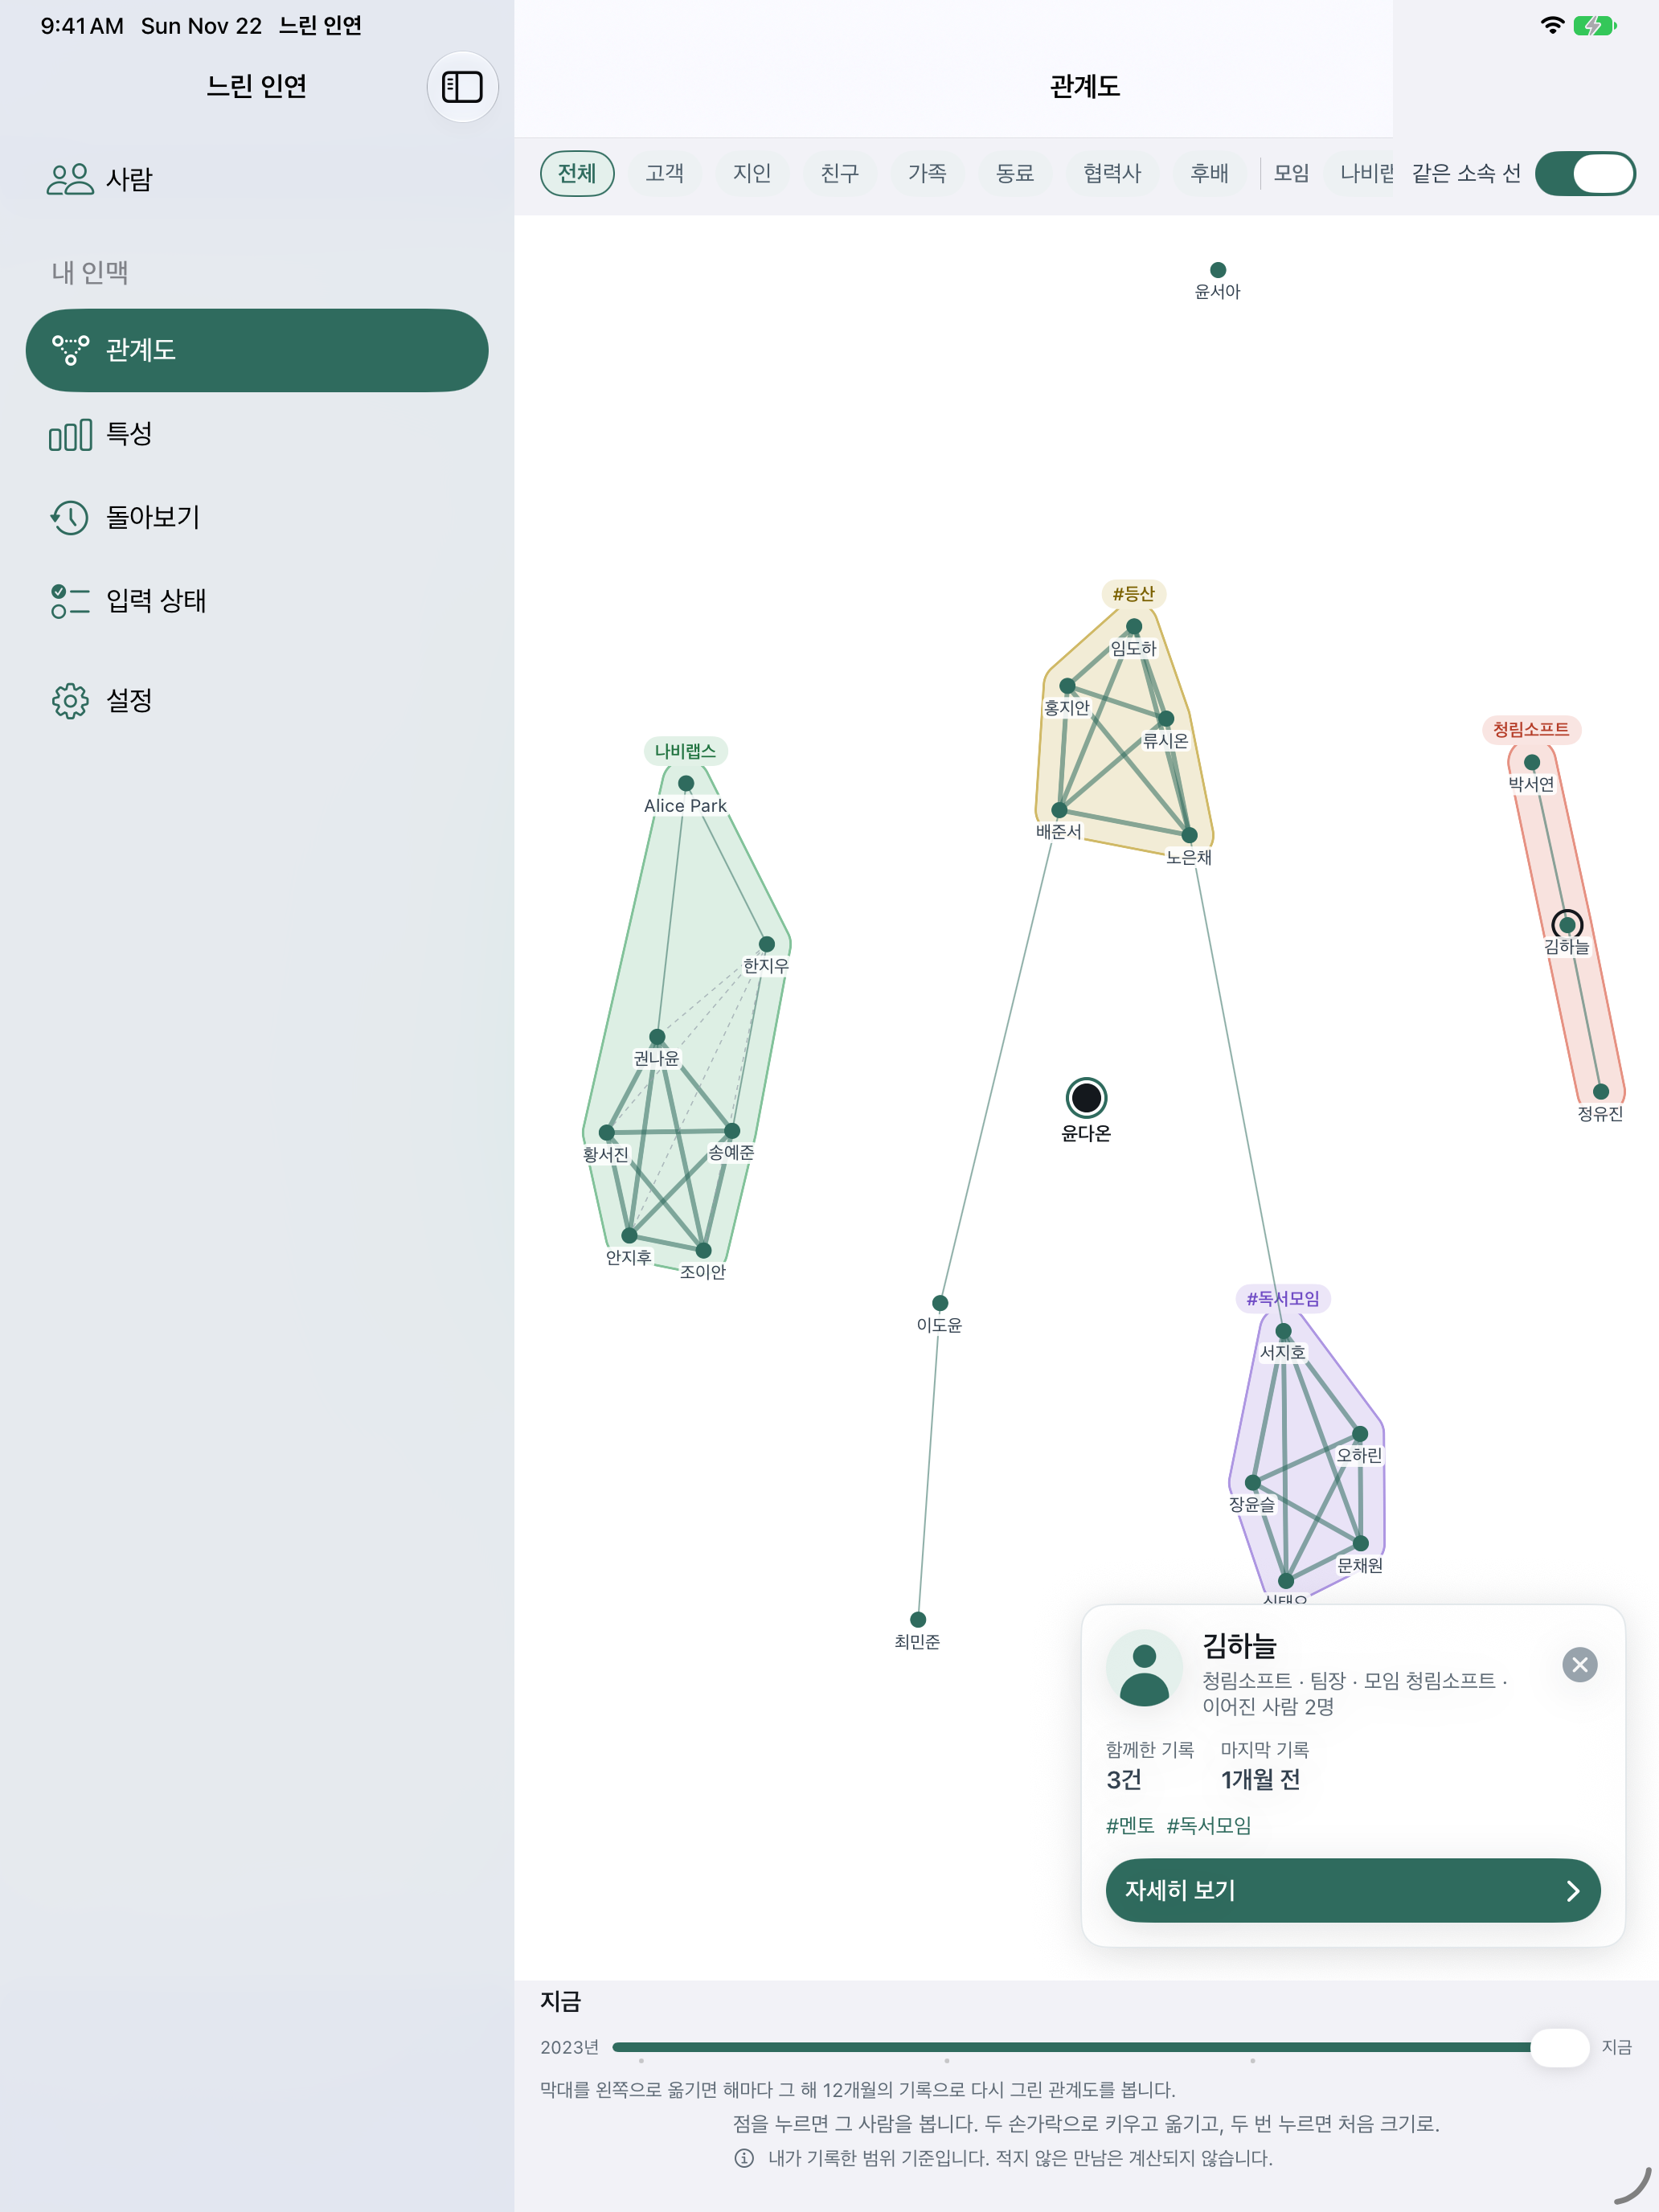 9:41 AM Sun Nov 22 느린 인연
느린 인연
사람
내 인맥
관계도
특성
돌아보기
입력 상태
설정
관계도
전체 고객 지인 친구 가족 동료 협력사 후배 모임 같은 소속 선
윤서아
#등산
임도하
홍지안
류시온
배준서
노은채
나비랩스
Alice Park
한지우
권나윤
황서진
송예준
안지후
조이안
청림소프트
박서연
김하늘
정유진
윤다온
이도윤
최민준
#독서모임
서지호
오하린
장윤슬
문채원
김하늘
청림소프트 · 팀장 · 모임 청림소프트 ·
이어진 사람 2명
함께한 기록 마지막 기록
3건 1개월 전
#멘토 #독서모임
자세히 보기
지금
2023년 지금
막대를 왼쪽으로 옮기면 해마다 그 해 12개월의 기록으로 다시 그린 관계도를 봅니다.
점을 누르면 그 사람을 봅니다. 두 손가락으로 키우고 옮기고, 두 번 누르면 처음 크기로.
내가 기록한 범위 기준입니다. 적지 않은 만남은 계산되지 않습니다.